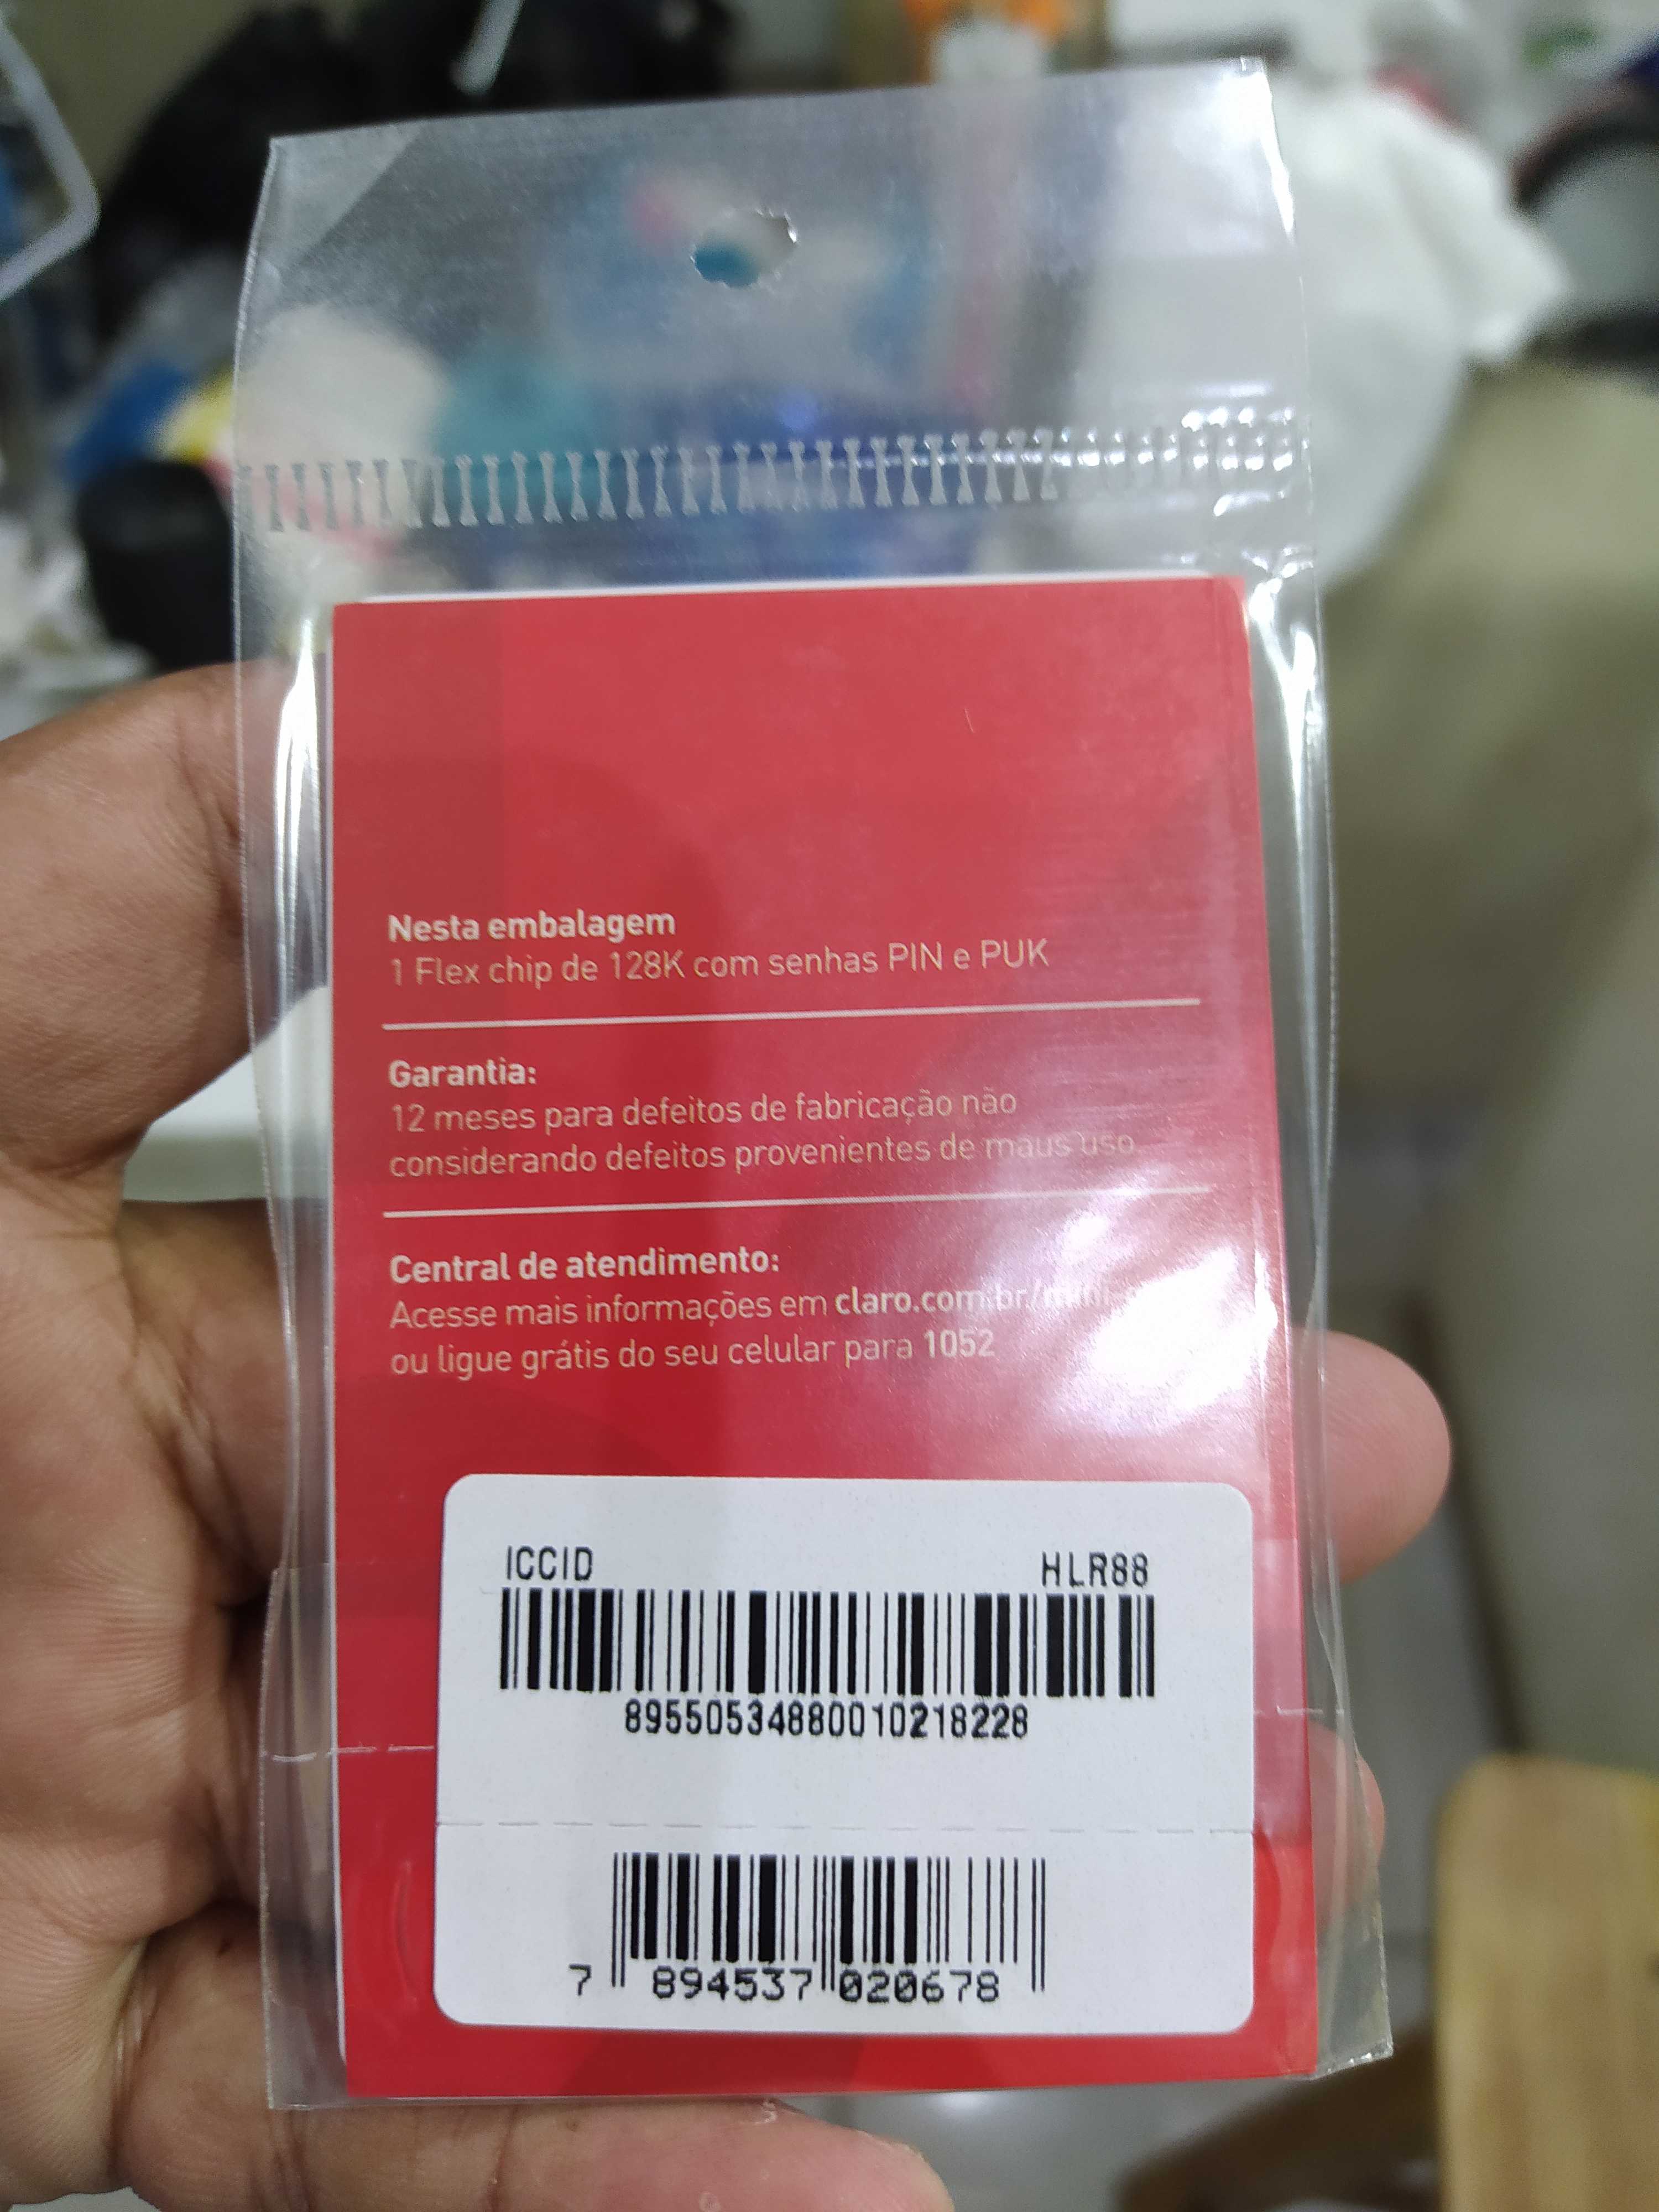 Nesta embalagem
1 Flex chip de 128K com senhas PIN e PUK
Garantia:
12 meses para defeitos de fabricação não
considerando defeitos provenientes de maus uso.
Central de atendimento:
Acesse mais informações em claro.com.br/mini
ou ligue grátis do seu celular para 1052
ICCID HLR88
89550534880010218228
7 894537 020678